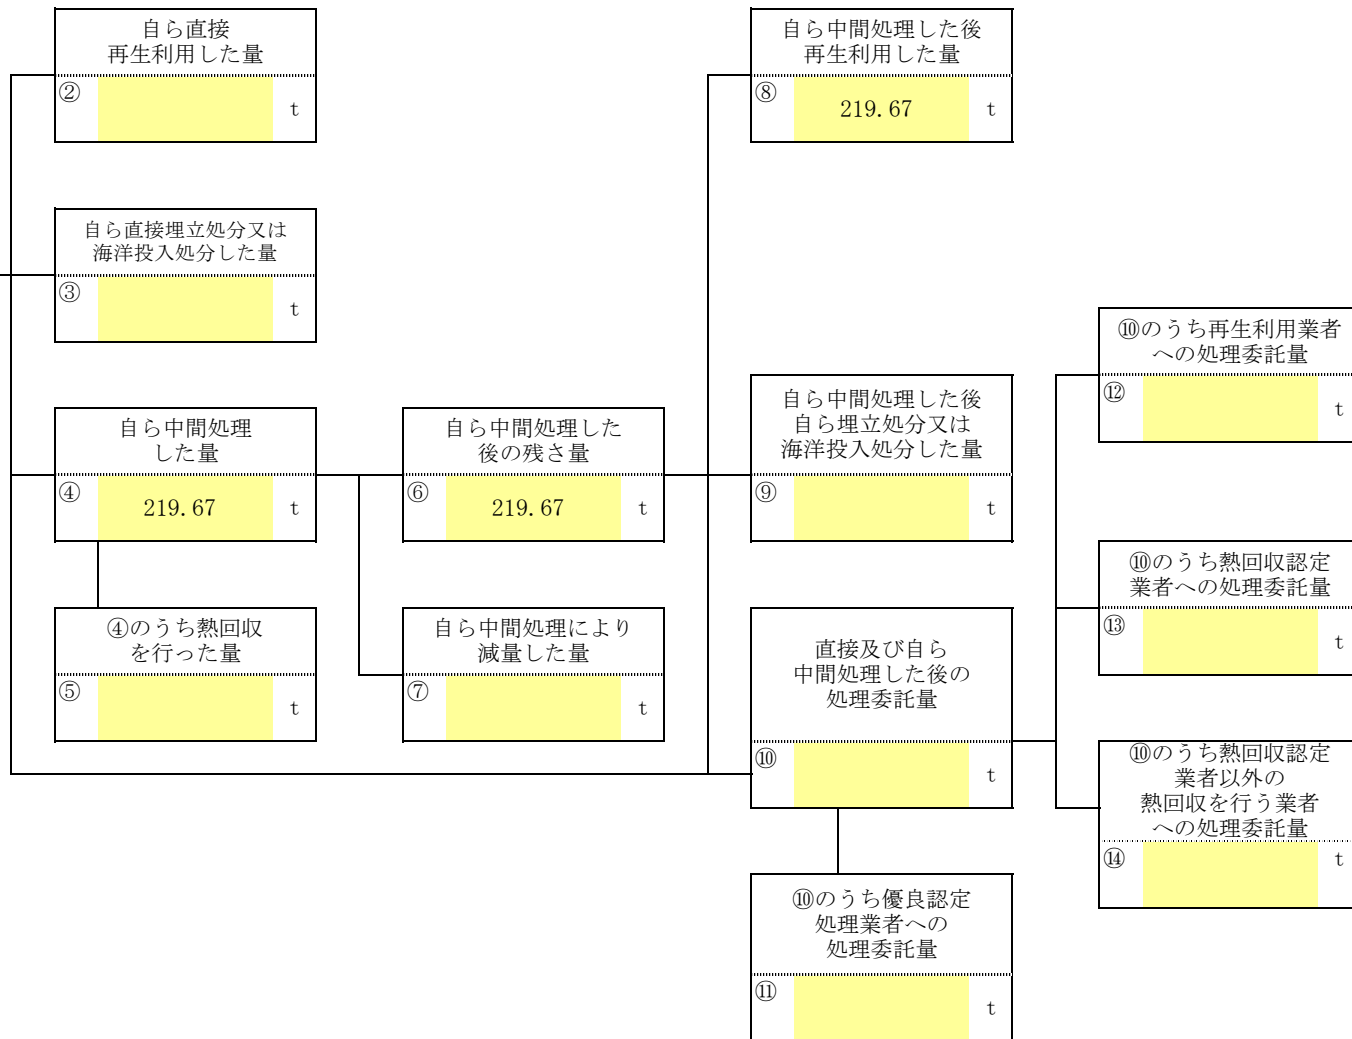 自ら直接
再生利用した量
②
t
自ら中間処理した後
再生利用した量
⑧
219.67
t
自ら直接埋立処分又は
海洋投入処分した量
③
t
⑩のうち再生利用業者
への処理委託量
⑫
t
自ら中間処理
した量
④
219.67
t
自ら中間処理した
後の残さ量
⑥
219.67
t
自ら中間処理した後
自ら埋立処分又は
海洋投入処分した量
⑨
t
⑩のうち熱回収認定
業者への処理委託量
⑬
t
④のうち熱回収
を行った量
⑤
t
自ら中間処理により
減量した量
⑦
t
直接及び自ら
中間処理した後の
処理委託量
⑩
t
⑩のうち熱回収認定
業者以外の
熱回収を行う業者
への処理委託量
⑭
t
⑩のうち優良認定
処理業者への
処理委託量
⑪
t